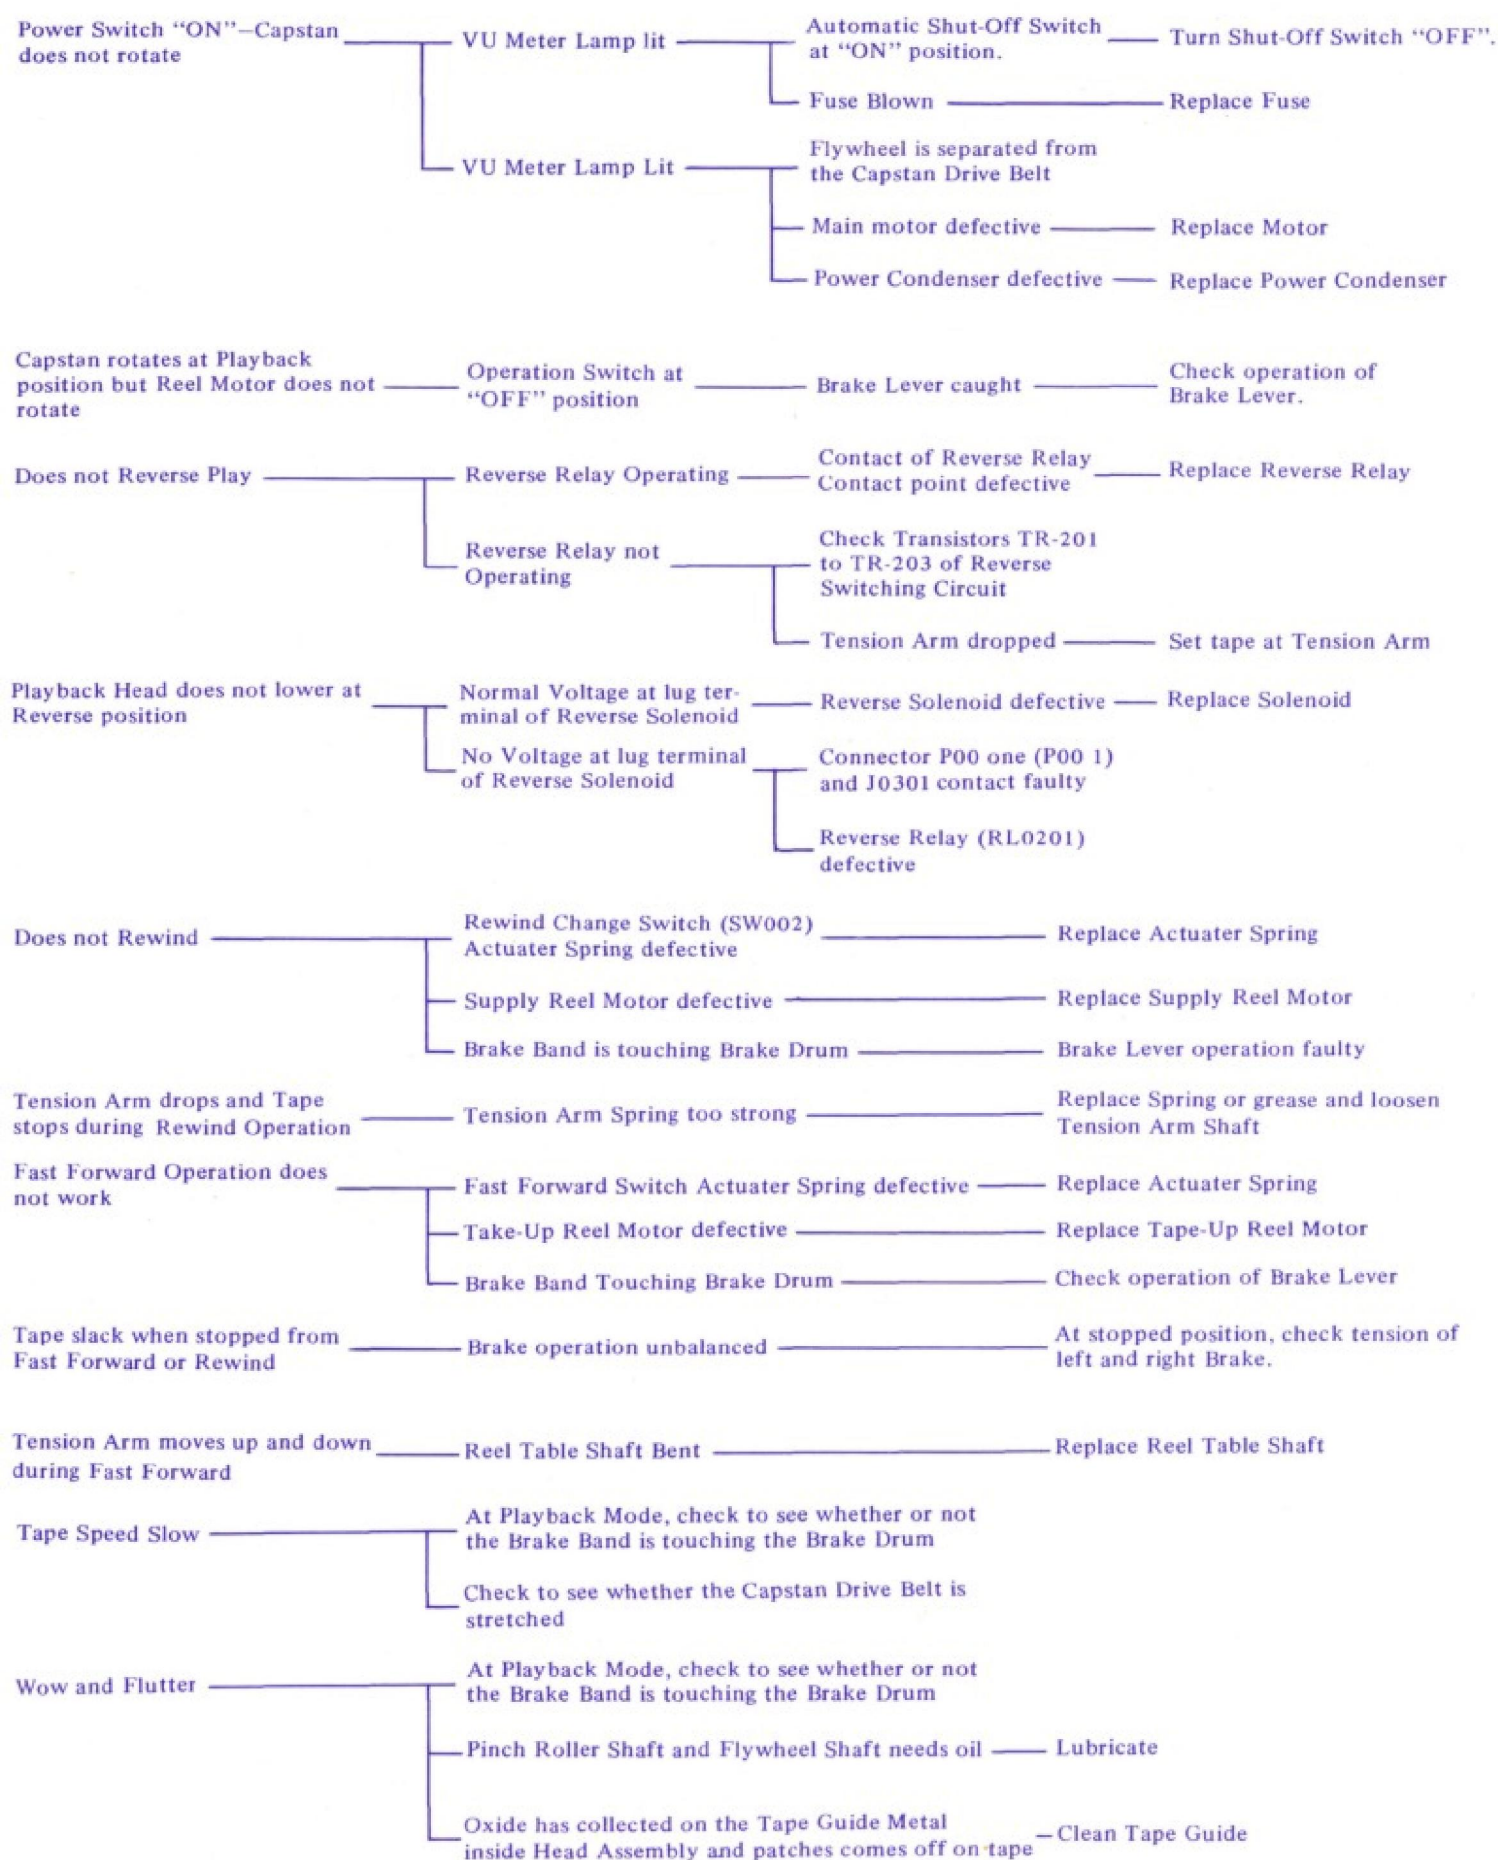 Power Switch “ON”—Capstan
does not rotate
VU Meter Lamp lit
Automatic Shut-Off Switch
at “ON” position.
Turn Shut-Off Switch “OFF”.
Fuse Blown
Replace Fuse
VU Meter Lamp Lit
Flywheel is separated from
the Capstan Drive Belt
Main motor defective
Replace Motor
Power Condenser defective
Replace Power Condenser
Capstan rotates at Playback
position but Reel Motor does not
rotate
Operation Switch at
“OFF” position
Brake Lever caught
Check operation of
Brake Lever.
Does not Reverse Play
Reverse Relay Operating
Contact of Reverse Relay
Contact point defective
Replace Reverse Relay
Reverse Relay not
Operating
Check Transistors TR-201
to TR-203 of Reverse
Switching Circuit
Tension Arm dropped
Set tape at Tension Arm
Playback Head does not lower at
Reverse position
Normal Voltage at lug ter-
minal of Reverse Solenoid
Reverse Solenoid defective
Replace Solenoid
No Voltage at lug terminal
of Reverse Solenoid
Connector P00 one (P00 1)
and J0301 contact faulty
Reverse Relay (RL0201)
defective
Does not Rewind
Rewind Change Switch (SW002)
Actuater Spring defective
Replace Actuater Spring
Supply Reel Motor defective
Replace Supply Reel Motor
Brake Band is touching Brake Drum
Brake Lever operation faulty
Tension Arm drops and Tape
stops during Rewind Operation
Tension Arm Spring too strong
Replace Spring or grease and loosen
Tension Arm Shaft
Fast Forward Operation does
not work
Fast Forward Switch Actuater Spring defective
Replace Actuater Spring
Take-Up Reel Motor defective
Replace Tape-Up Reel Motor
Brake Band Touching Brake Drum
Check operation of Brake Lever
Tape slack when stopped from
Fast Forward or Rewind
Brake operation unbalanced
At stopped position, check tension of
left and right Brake.
Tension Arm moves up and down
during Fast Forward
Reel Table Shaft Bent
Replace Reel Table Shaft
Tape Speed Slow
At Playback Mode, check to see whether or not
the Brake Band is touching the Brake Drum
Check to see whether the Capstan Drive Belt is
stretched
Wow and Flutter
At Playback Mode, check to see whether or not
the Brake Band is touching the Brake Drum
Pinch Roller Shaft and Flywheel Shaft needs oil
Lubricate
Oxide has collected on the Tape Guide Metal
inside Head Assembly and patches comes off on tape
Clean Tape Guide